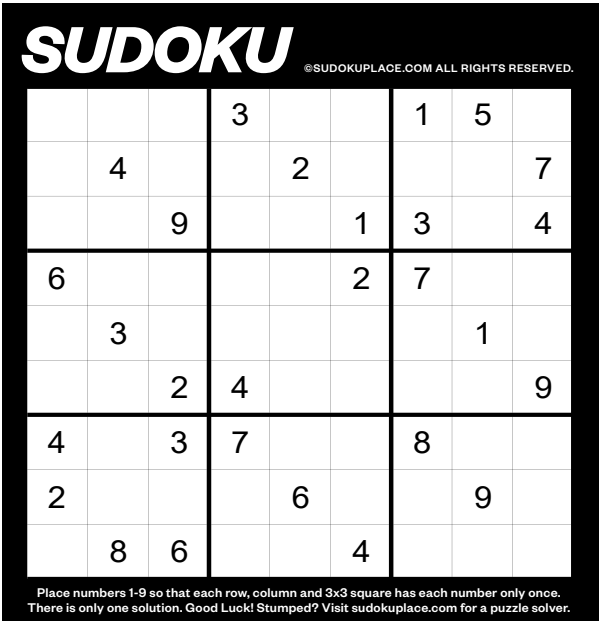 SUDOKU
©SUDOKUPLACE.COM ALL RIGHTS RESERVED.
3 1 5
4 2 7
9 1 3 4
6 2 7
3 1
2 4 9
4 3 7 8
2 6 9
8 6 4
Place numbers 1-9 so that each row, column and 3x3 square has each number only once.
There is only one solution. Good Luck! Stumped? Visit sudokuplace.com for a puzzle solver.